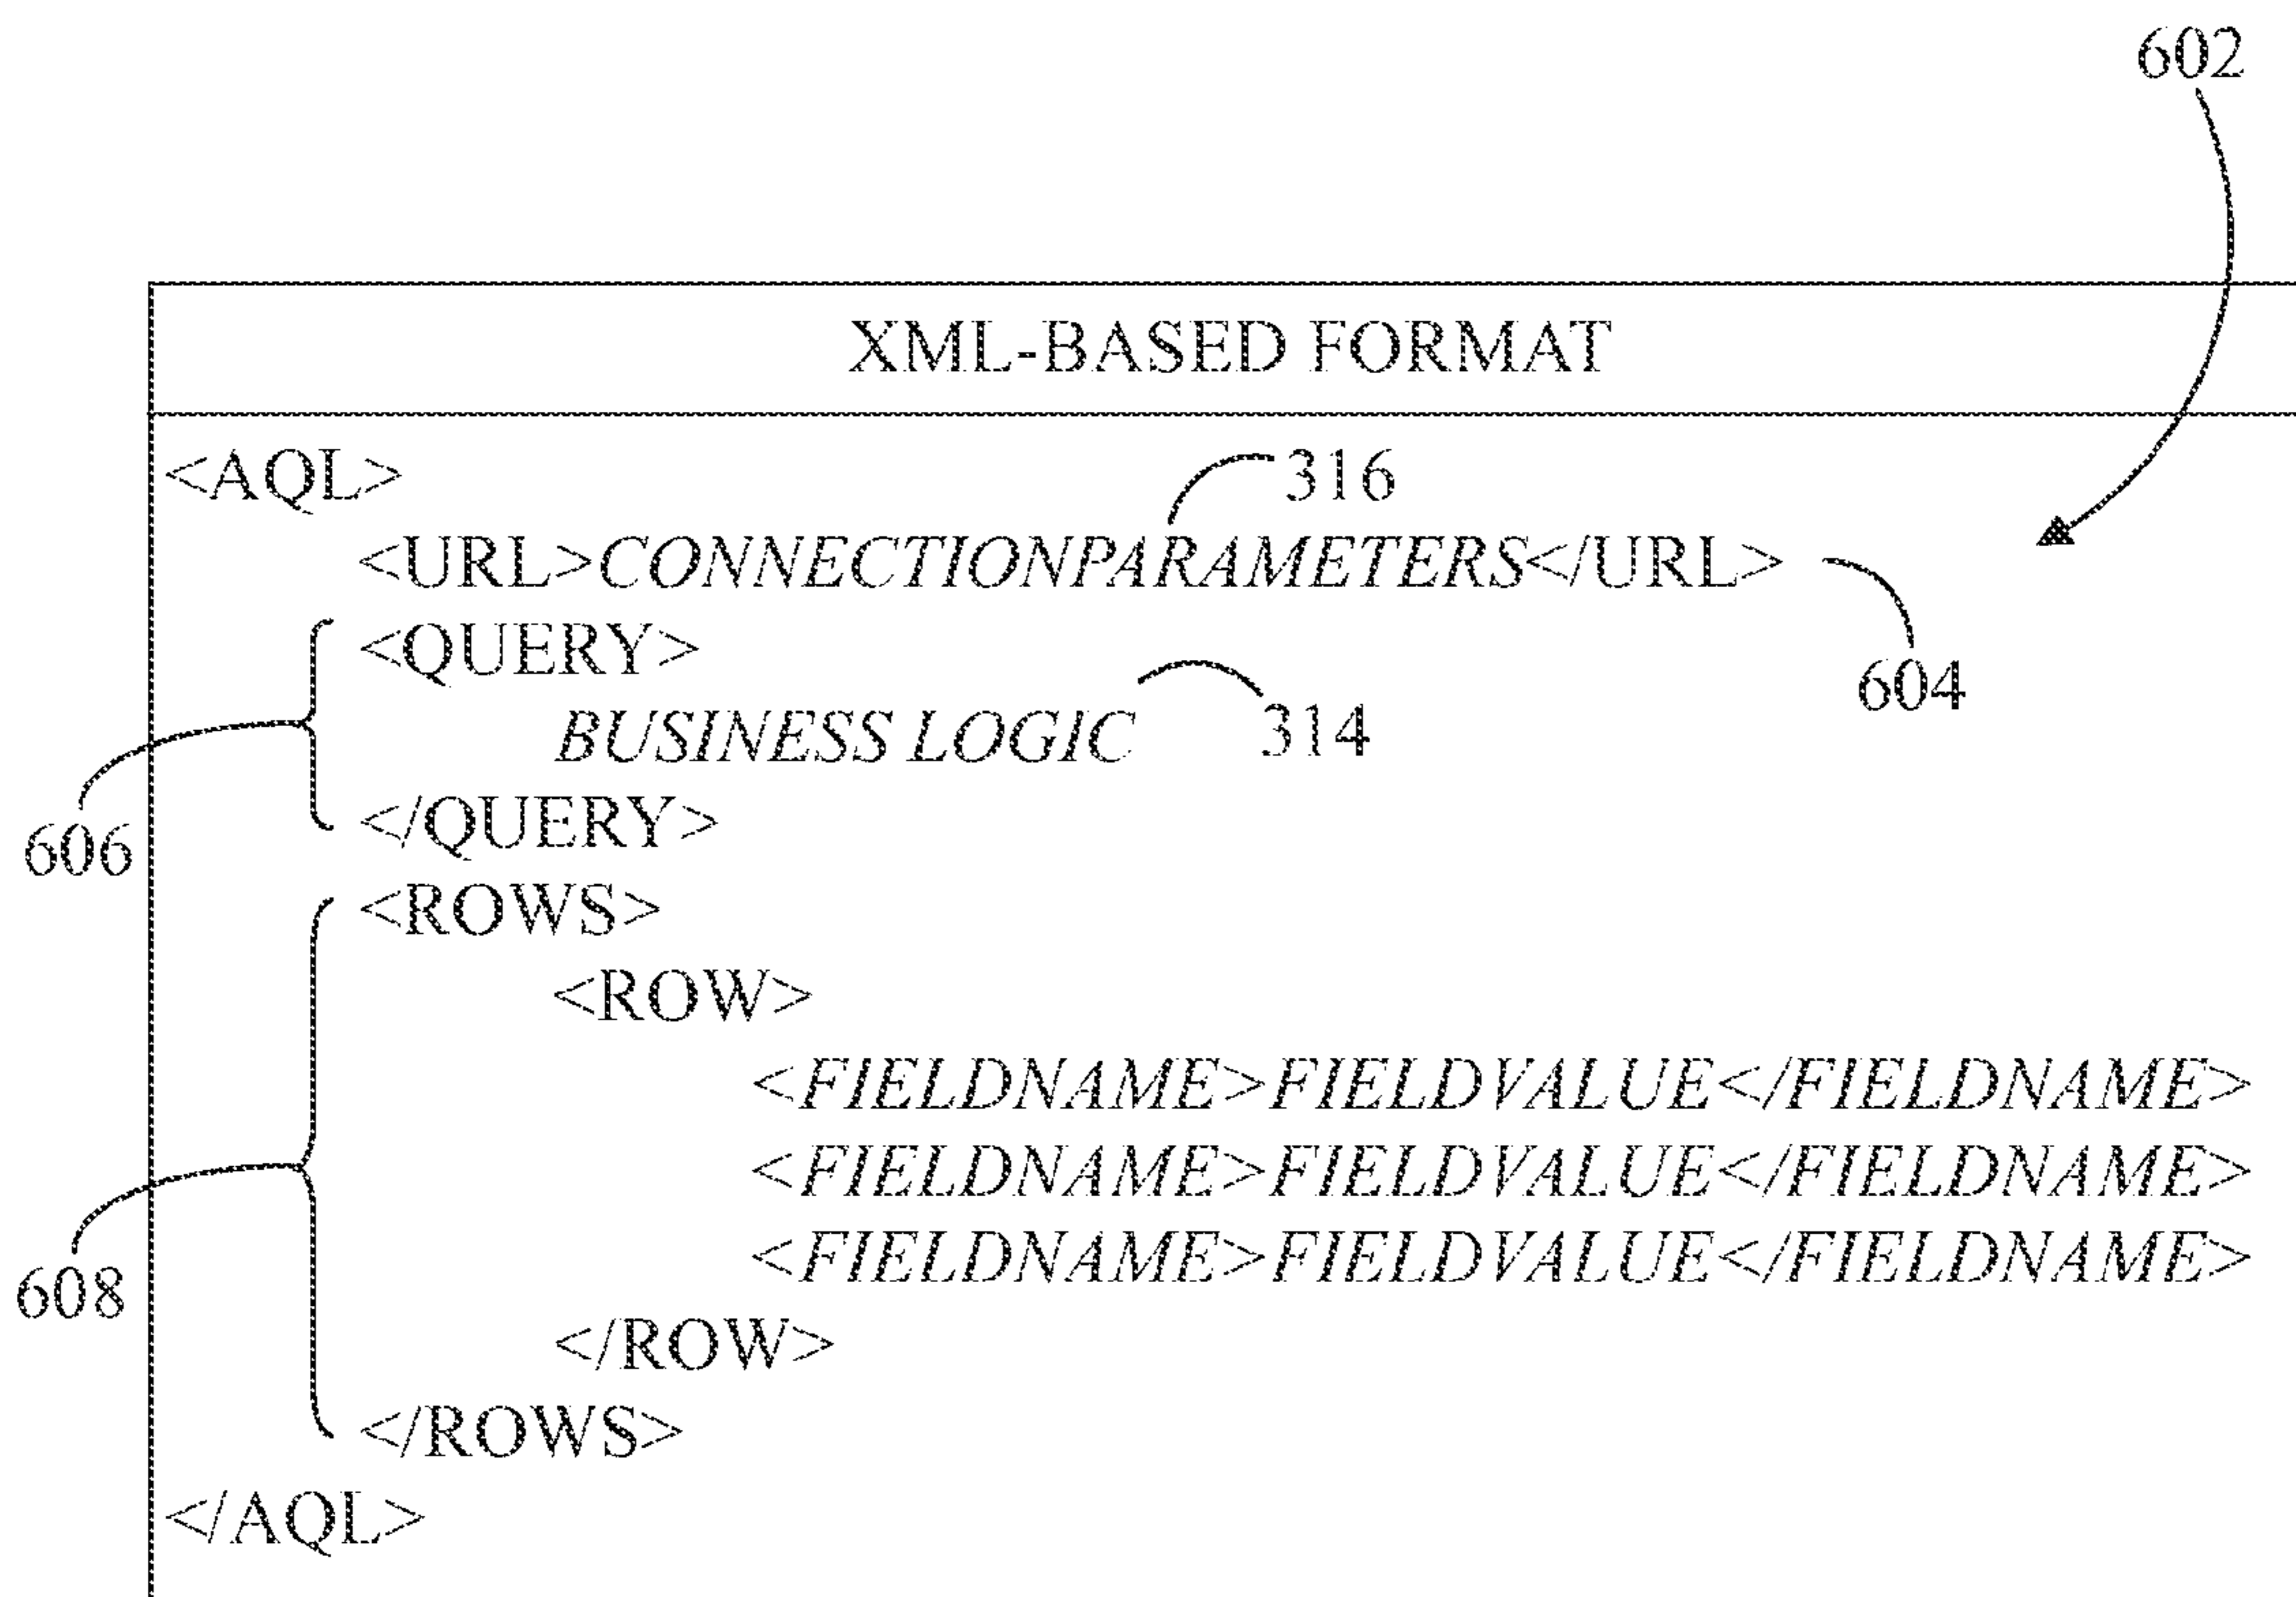 602
XML-BASED FORMAT
<AQL>
316
<URL>CONNECTIONPARAMETERS</URL>
604
<QUERY>
BUSINESS LOGIC
314
</QUERY>
606
<ROWS>
<ROW>
<FIELDNAME>FIELDVALUE</FIELDNAME>
<FIELDNAME>FIELDVALUE</FIELDNAME>
<FIELDNAME>FIELDVALUE</FIELDNAME>
608
</ROW>
</ROWS>
</AQL>